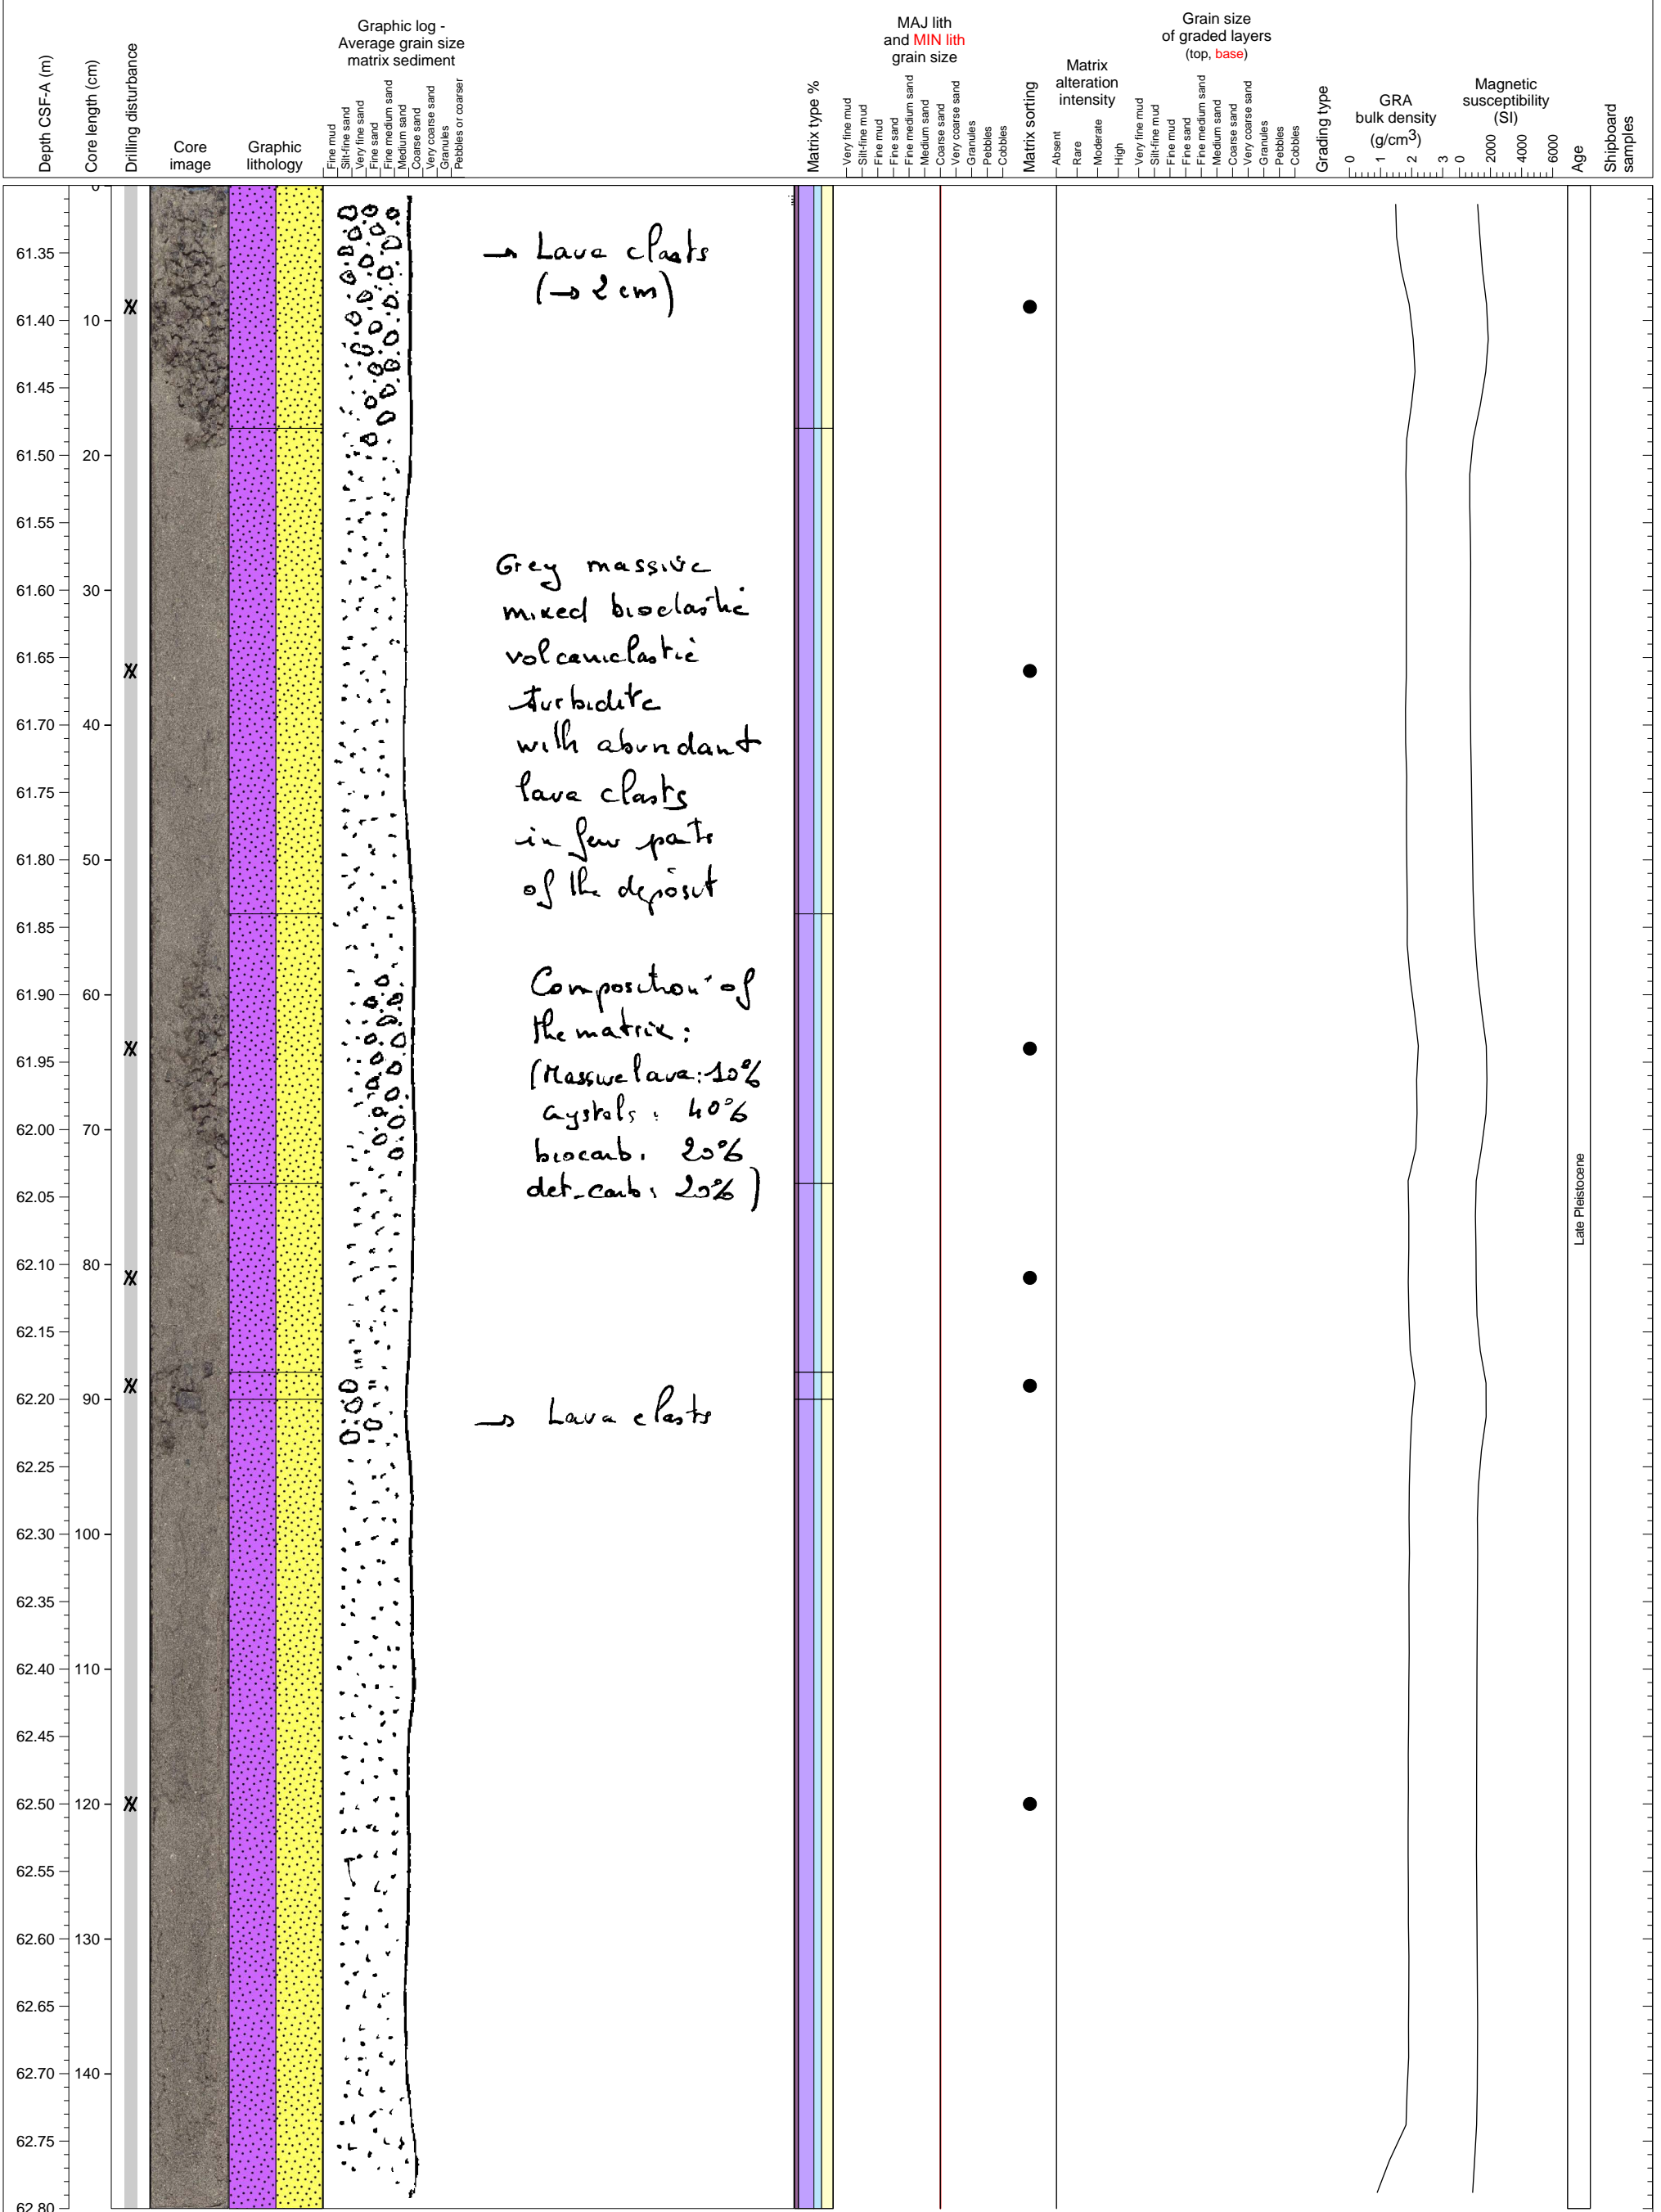 Depth CSF-A (m)
Core length (cm)
Drilling disturbance
Core
image
Graphic
lithology
Graphic log -
Average grain size
matrix sediment
Fine mud
Silt-fine sand
Very fine sand
Fine sand
Fine medium sand
Medium sand
Coarse sand
Very coarse sand
Granules
Pebbles or coarser
Matrix type %
MAJ lith
and MIN lith
grain size
Very fine mud
Silt-fine mud
Fine mud
Fine sand
Fine medium sand
Medium sand
Coarse sand
Very coarse sand
Granules
Pebbles
Cobbles
Matrix sorting
Matrix
alteration
intensity
Absent
Rare
Moderate
High
Grain size
of graded layers
(top, base)
Very fine mud
Silt-fine mud
Fine mud
Fine sand
Fine medium sand
Medium sand
Coarse sand
Very coarse sand
Granules
Pebbles
Cobbles
Grading type
GRA
bulk density
(g/cm3)
0 1 2 3
Magnetic
susceptibility
(SI)
0 2000 4000 6000
Age
Shipboard
samples
0
61.35
61.40 10
61.45
61.50 20
61.55
61.60 30
61.65
61.70 40
61.75
61.80 50
61.85
61.90 60
61.95
62.00 70
62.05
62.10 80
62.15
62.20 90
62.25
62.30 100
62.35
62.40 110
62.45
62.50 120
62.55
62.60 130
62.65
62.70 140
62.75
62.80
→ Lava clasts
(→ 2 cm)
Grey massive
mixed bioclastic
volcaniclastic
turbidite
with abundant
lava clasts
in few parts
of the deposit
Composition of
the matrix:
(Massive lava: 10%
crystals: 40%
biocarb: 20%
det-carb: 20%)
→ Lava clasts
Late Pleistocene